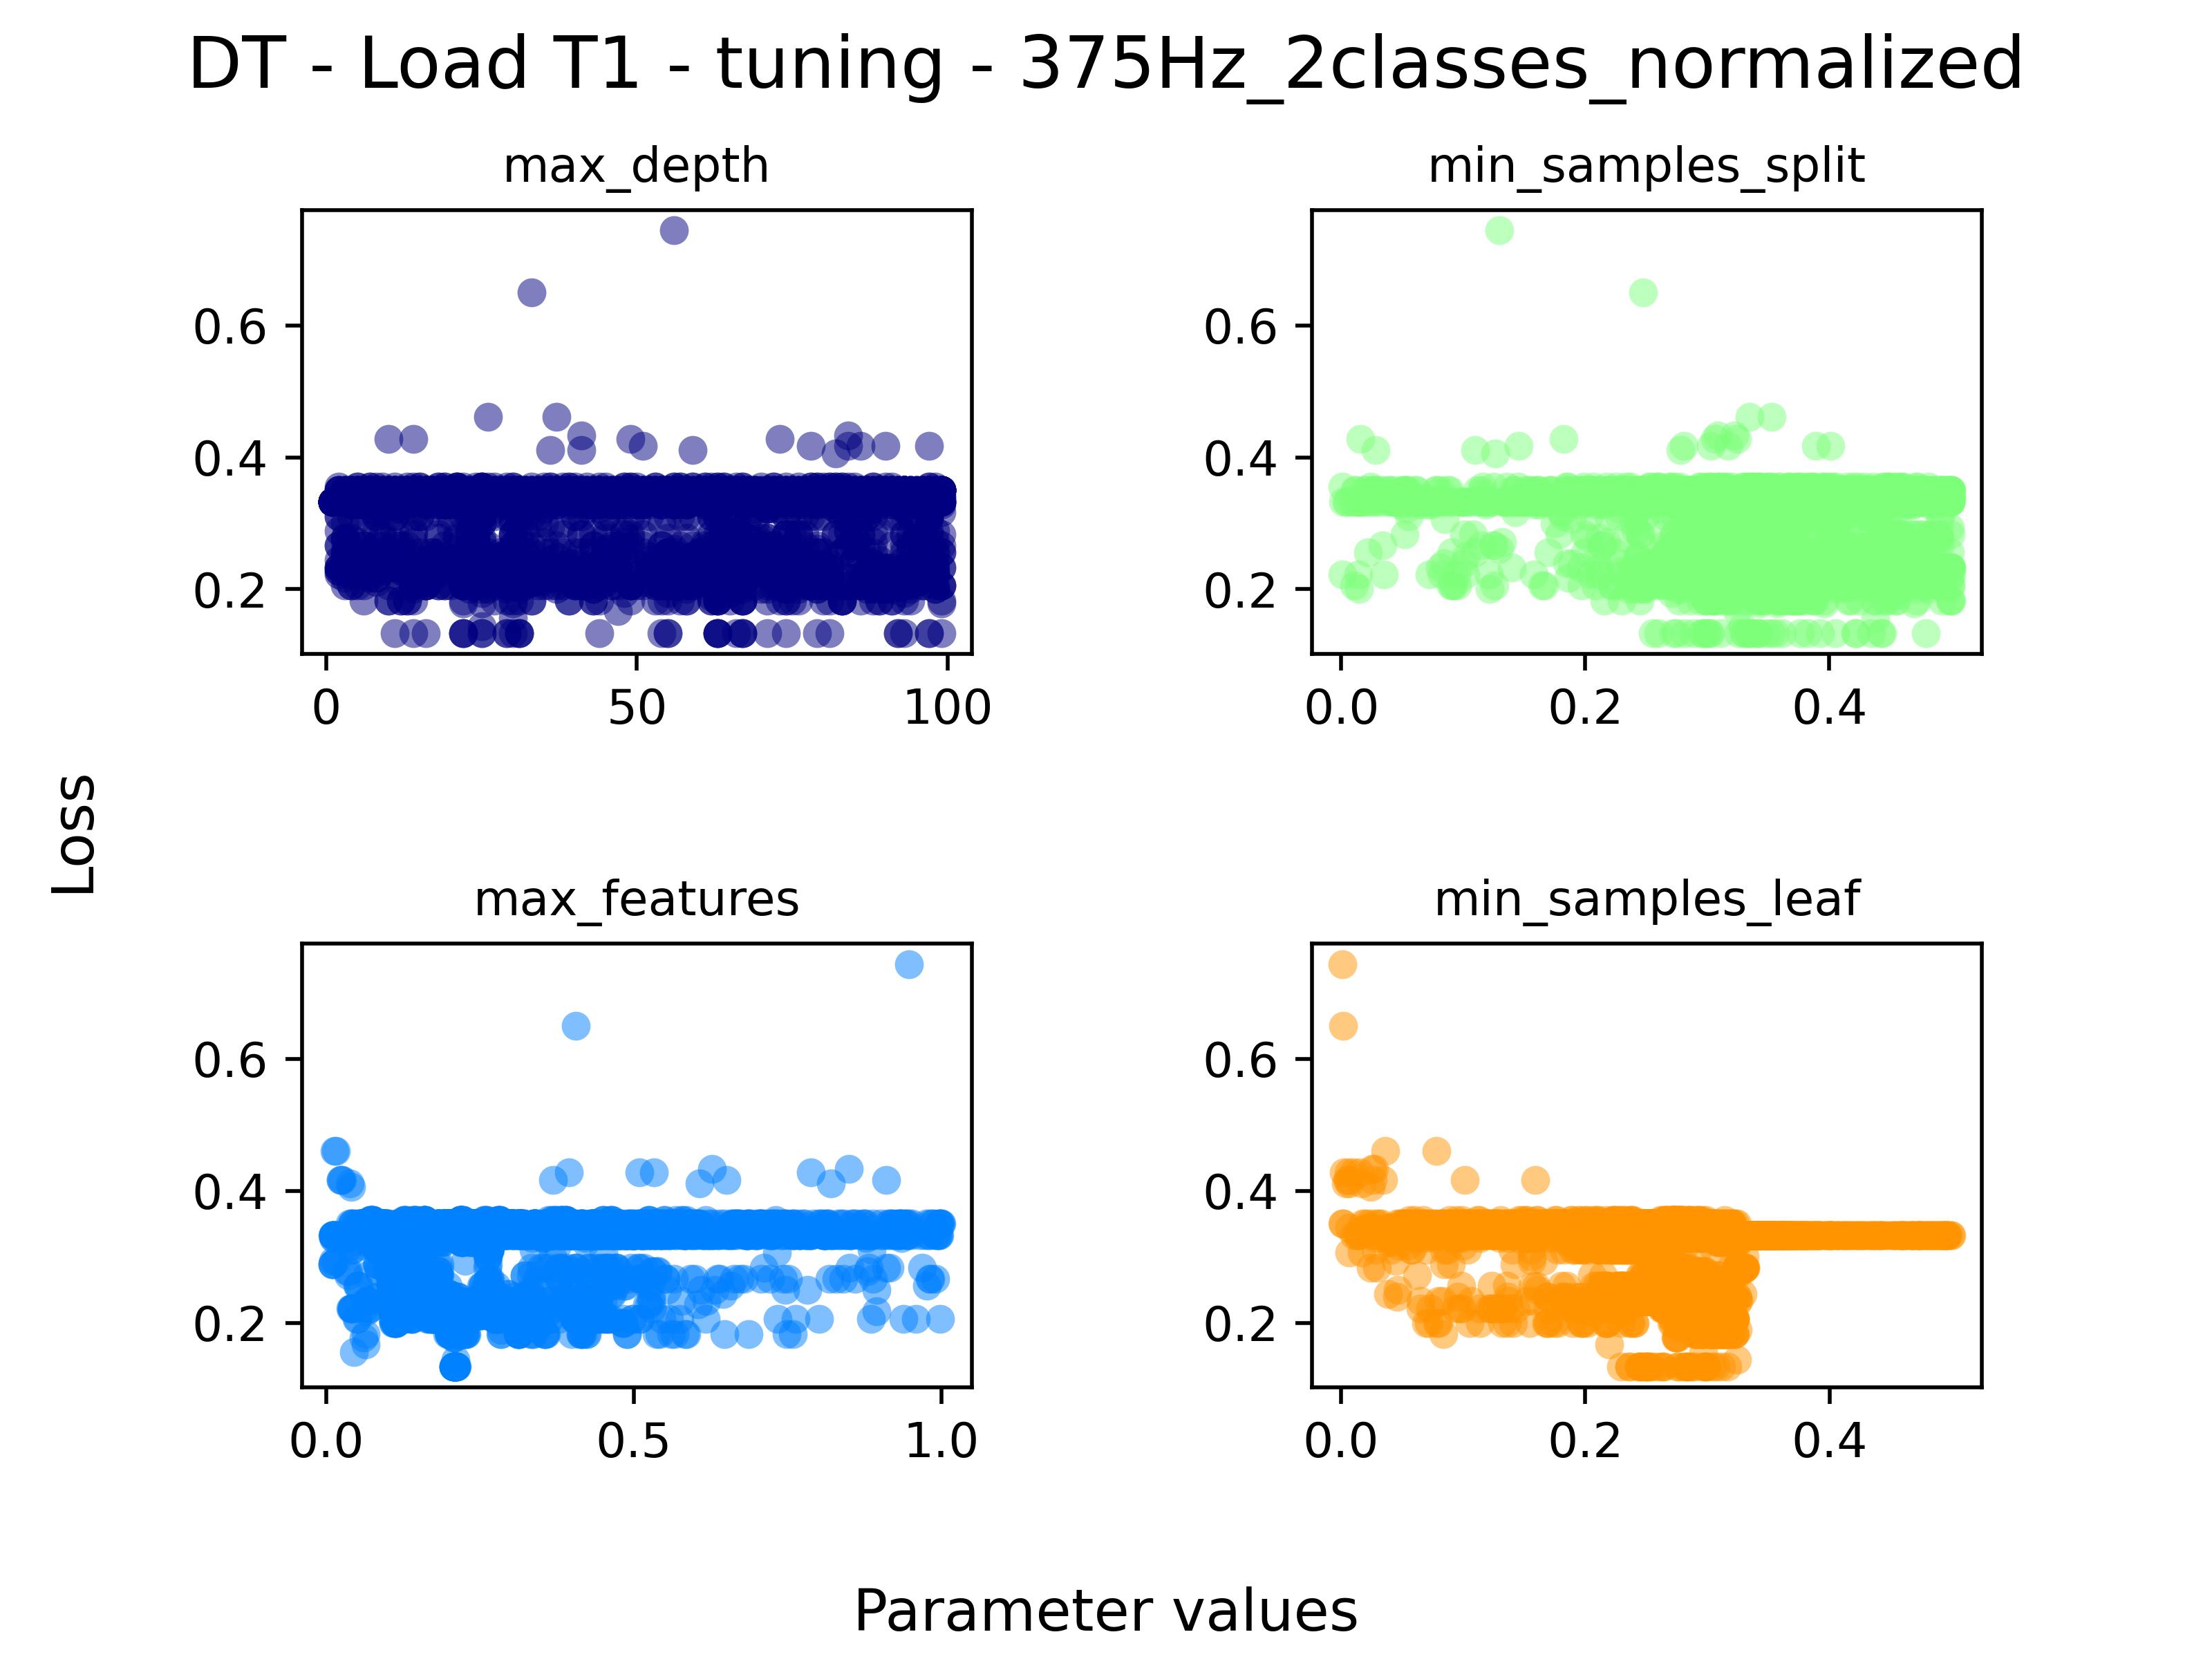 DT - Load T1 - tuning - 375Hz_2classes_normalized
max_depth
0.6
0.4
0.2
0 50 100
min_samples_split
0.6
0.4
0.2
0.0 0.2 0.4
Loss
max_features
0.6
0.4
0.2
0.0 0.5 1.0
min_samples_leaf
0.6
0.4
0.2
0.0 0.2 0.4
Parameter values